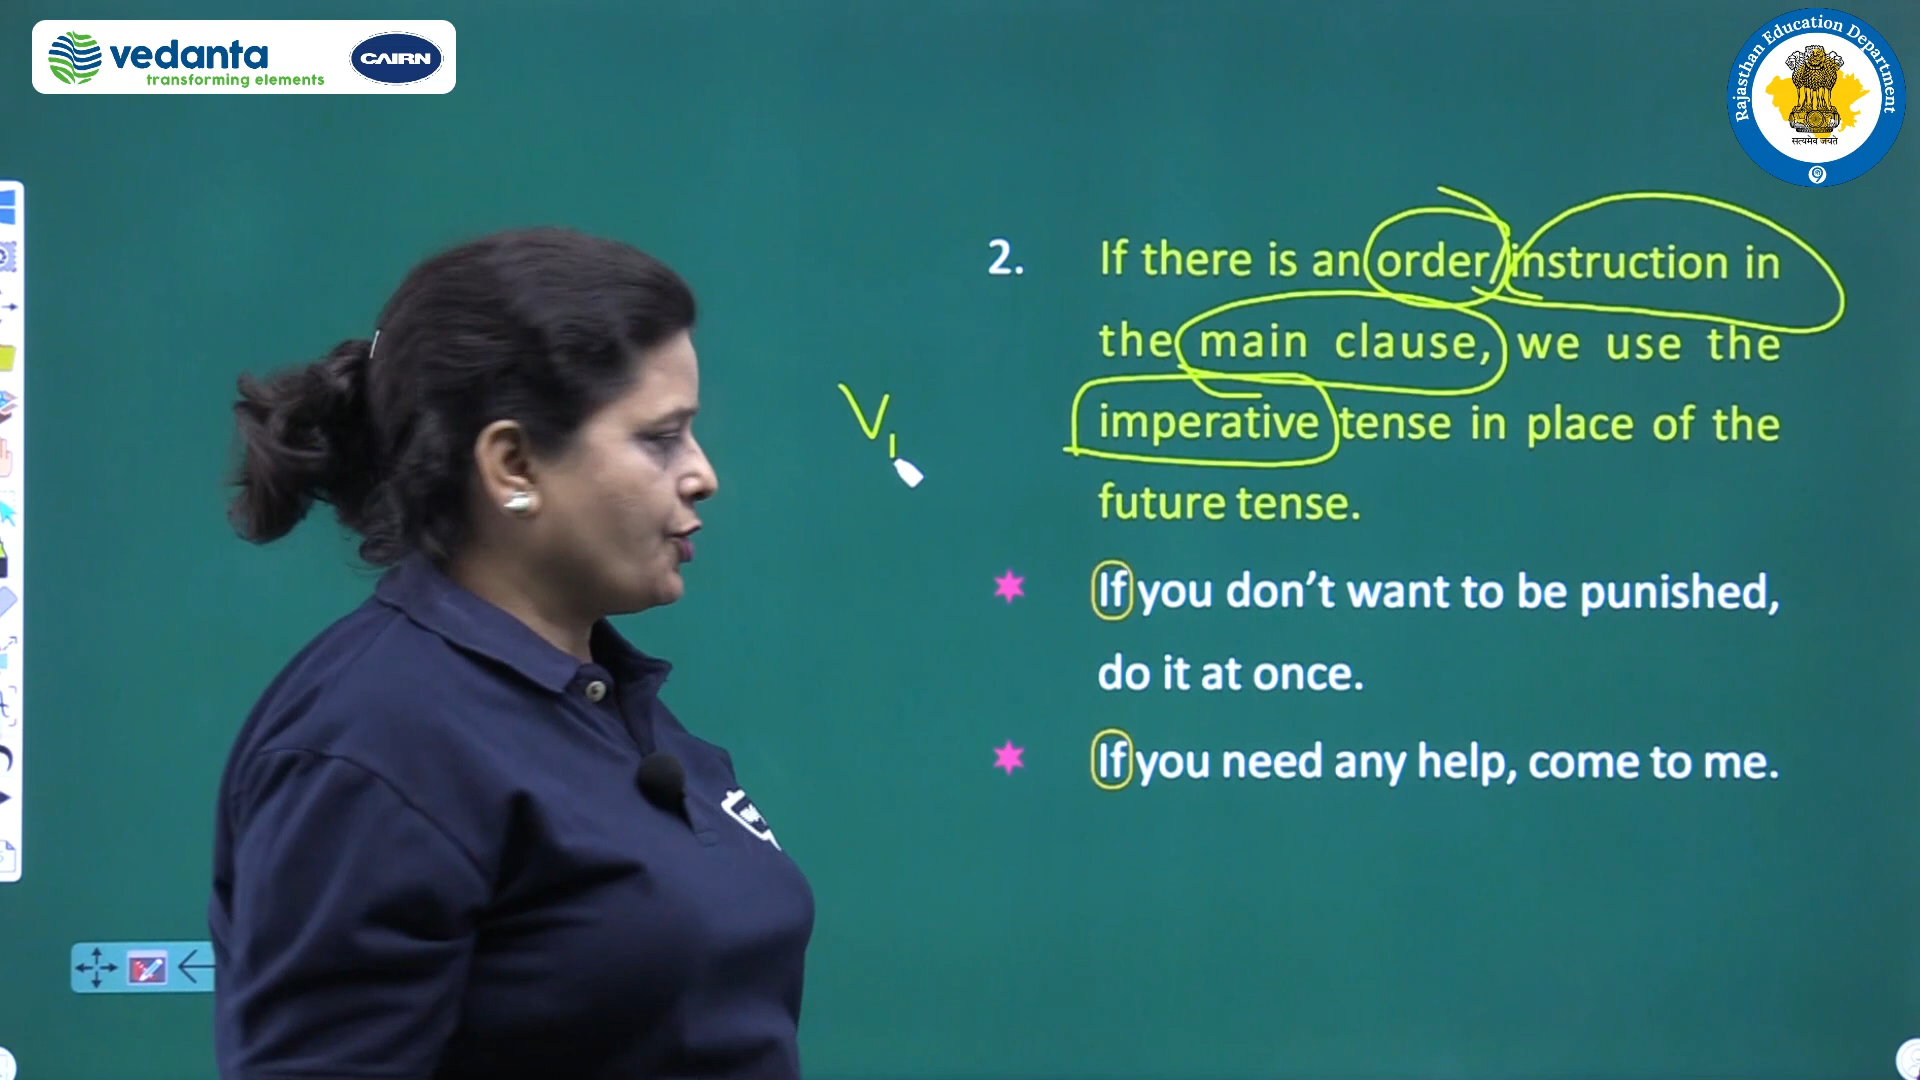 vedanta
transforming elements
CAIRN
Rajasthan Education Department
सत्यमेव जयते
2. If there is an order/instruction in
the main clause, we use the
imperative tense in place of the
future tense.
V₁
If you don’t want to be punished,
do it at once.
If you need any help, come to me.